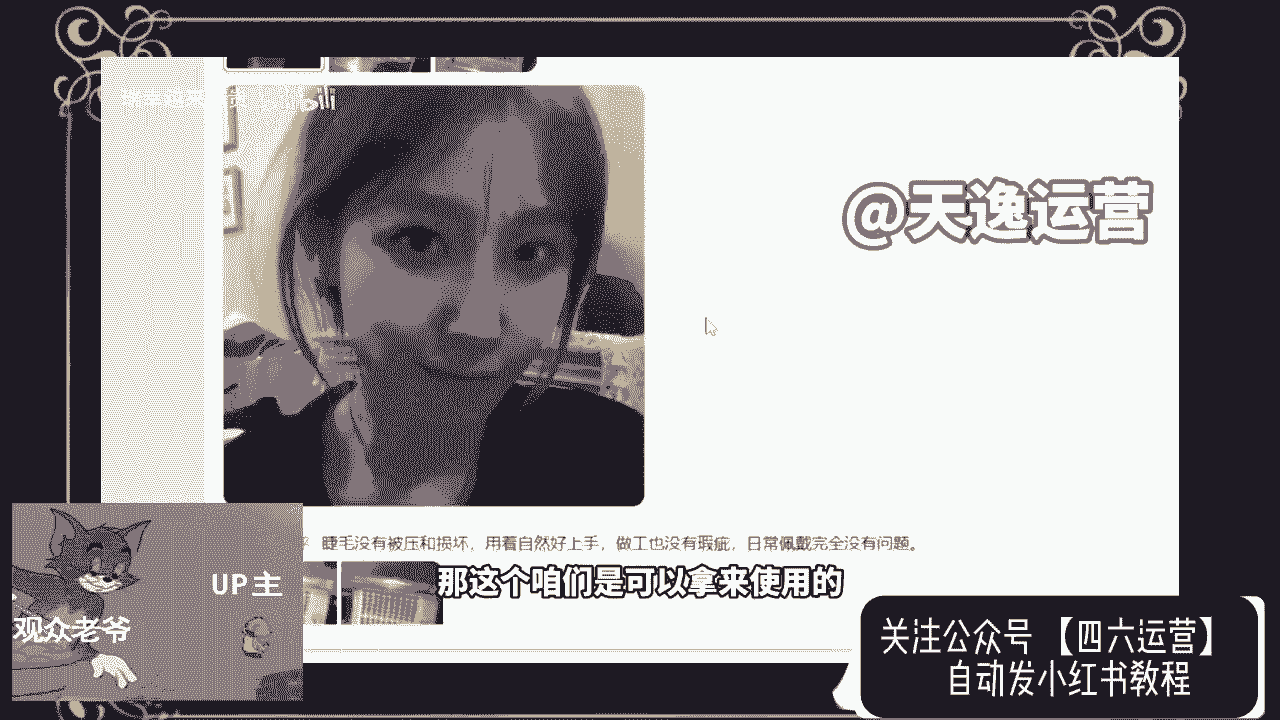 @天逸运营
睫毛没有被压和损坏，用着自然好上手，做工也没有瑕疵，日常佩戴完全没有问题。
那这个咱们是可以拿来使用的
UP主
观众老爷
关注公众号【四六运营】
自动发小红书教程